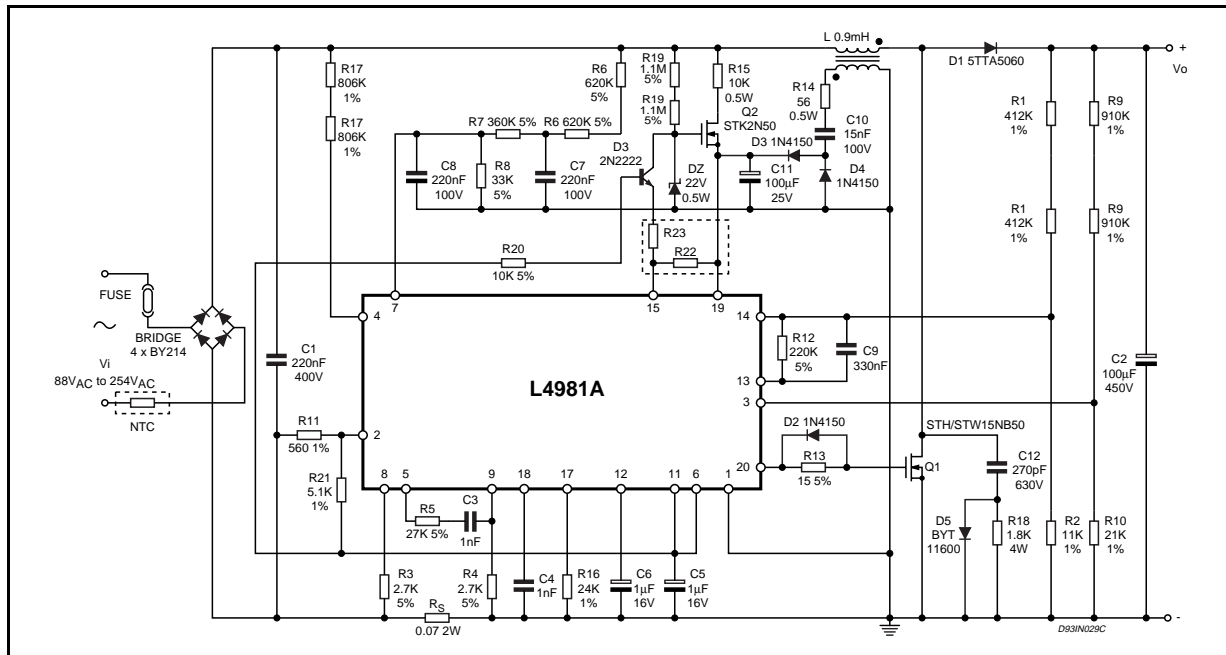 L 0.9mH
D1 5TTA5060
+
Vo
R17
806K
1%
R17
806K
1%
R6
620K
5%
R19
1.1M
5%
R19
1.1M
5%
R15
10K
0.5W
Q2
STK2N50
R14
56
0.5W
C10
15nF
100V
R1
412K
1%
R9
910K
1%
R7 360K 5%
R6 620K 5%
D3
2N2222
D3 1N4150
C8
220nF
100V
R8
33K
5%
C7
220nF
100V
DZ
22V
0.5W
C11
100µF
25V
D4
1N4150
R1
412K
1%
R9
910K
1%
R23
R22
R20
10K 5%
FUSE
BRIDGE
4 x BY214
Vi
88VAC to 254VAC
NTC
7
15
19
4
14
C1
220nF
400V
L4981A
R12
220K
5%
C9
330nF
13
3
C2
100µF
450V
R11
560 1%
2
D2 1N4150
STH/STW15NB50
20
R13
15 5%
Q1
C12
270pF
630V
R21
5.1K
1%
8
5
9
18
17
12
11
6
1
R5
27K 5%
C3
1nF
D5
BYT
11600
R18
1.8K
4W
R2
11K
1%
R10
21K
1%
R3
2.7K
5%
R4
2.7K
5%
C4
1nF
R16
24K
1%
C6
1µF
16V
C5
1µF
16V
RS
0.07 2W
D93IN029C
-